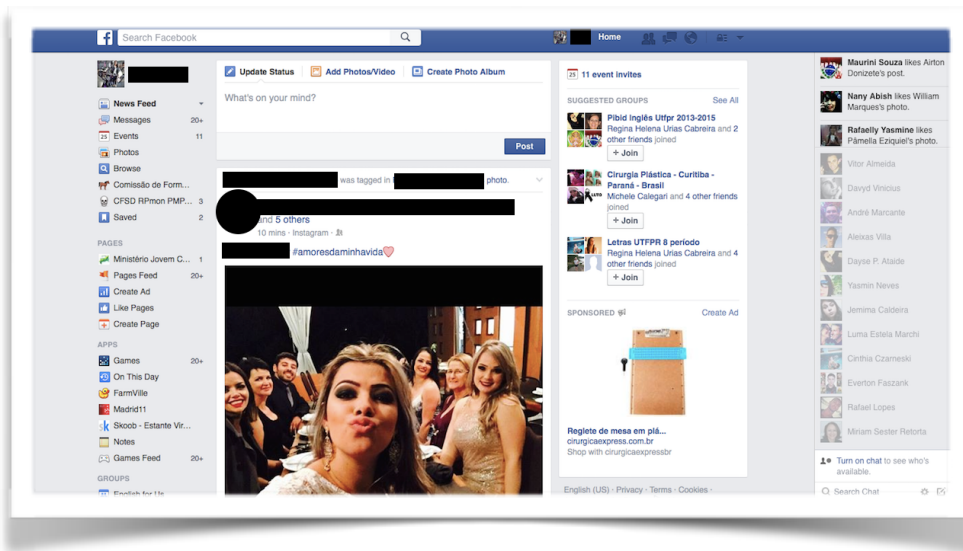 Search Facebook
Home
News Feed
Messages 20+
Events 11
Photos
Browse
Comissão de Form...
CFSD RPmon PMP... 3
Saved 2
PAGES
Ministério Jovem C... 1
Pages Feed 20+
Create Ad
Like Pages
Create Page
APPS
Games 20+
On This Day
FarmVille
Madrid11
Skoob - Estante Vir...
Notes
Games Feed 20+
GROUPS
English for Us
Update Status Add Photos/Video Create Photo Album
What's on your mind?
Post
was tagged in photo.
and 5 others
10 mins · Instagram ·
#amoresdaminhavida
25 11 event invites
SUGGESTED GROUPS See All
Pibid Inglês Utfpr 2013-2015
Regina Helena Urias Cabreira and 2
other friends joined
+ Join
Cirurgia Plástica - Curitiba -
Paraná - Brasil
Michele Calegari and 4 other friends
joined
+ Join
Letras UTFPR 8 período
Regina Helena Urias Cabreira and 4
other friends joined
+ Join
SPONSORED Create Ad
Reglete de mesa em plá...
cirurgicaexpress.com.br
Shop with cirurgicaexpressbr
English (US) · Privacy · Terms · Cookies ·
Maurini Souza likes Airton
Donizete's post.
Nany Abish likes William
Marques's photo.
Rafaelly Yasmine likes
Pâmella Eziquiel's photo.
Vitor Almeida
Davyd Vinicius
André Marcante
Aleixas Villa
Dayse P. Ataide
Yasmin Neves
Jemima Caldeira
Luma Estela Marchi
Cinthia Czarneski
Everton Faszank
Rafael Lopes
Miriam Sester Retorta
Turn on chat to see who's
available.
Search Chat